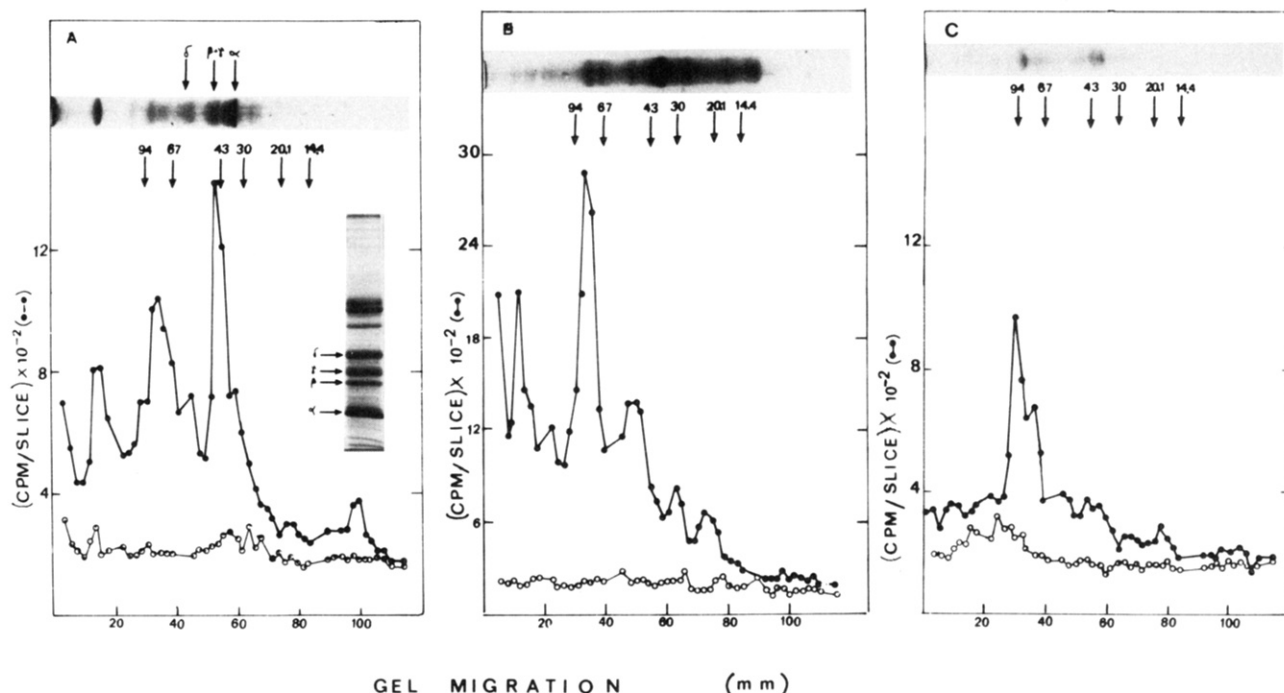 A
δ β·γ α
94 67 43 30 20.1 14.4
12
8
4
(CPM/SLICE) × 10⁻² (●–●)
δ
γ
β
α
20 40 60 80 100
B
94 67 43 30 20.1 14.4
30
24
18
12
6
(CPM/SLICE) × 10⁻² (●–●)
20 40 60 80 100
C
94 67 43 30 20.1 14.4
12
8
4
(CPM/SLICE) × 10⁻² (●–●)
20 40 60 80 100
GEL MIGRATION (mm)